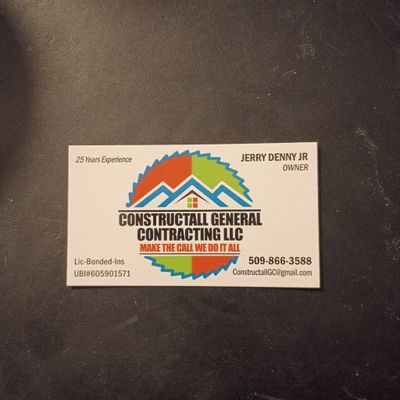 25 Years Experience
JERRY DENNY JR
OWNER
CONSTRUCTALL GENERAL
CONTRACTING LLC
MAKE THE CALL WE DO IT ALL
Lic-Bonded-Ins
UBI#605901571
509-866-3588
ConstructallGC@gmail.com